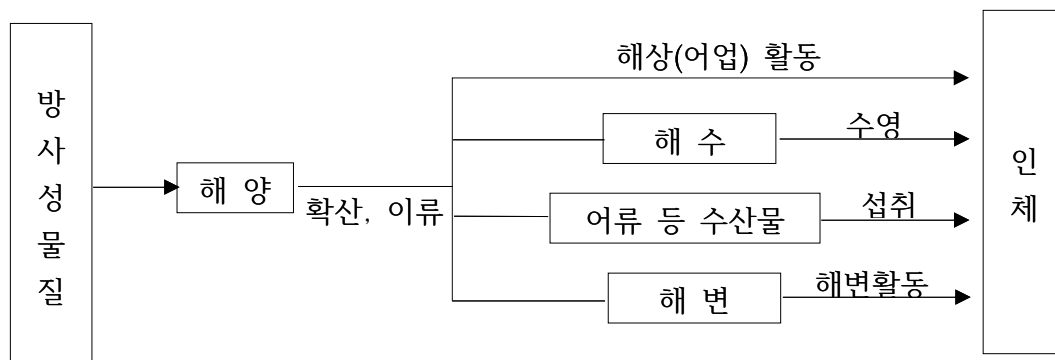 방사성물질
해 양
확산, 이류
해상(어업) 활동
해 수
수영
어류 등 수산물
섭취
해 변
해변활동
인체